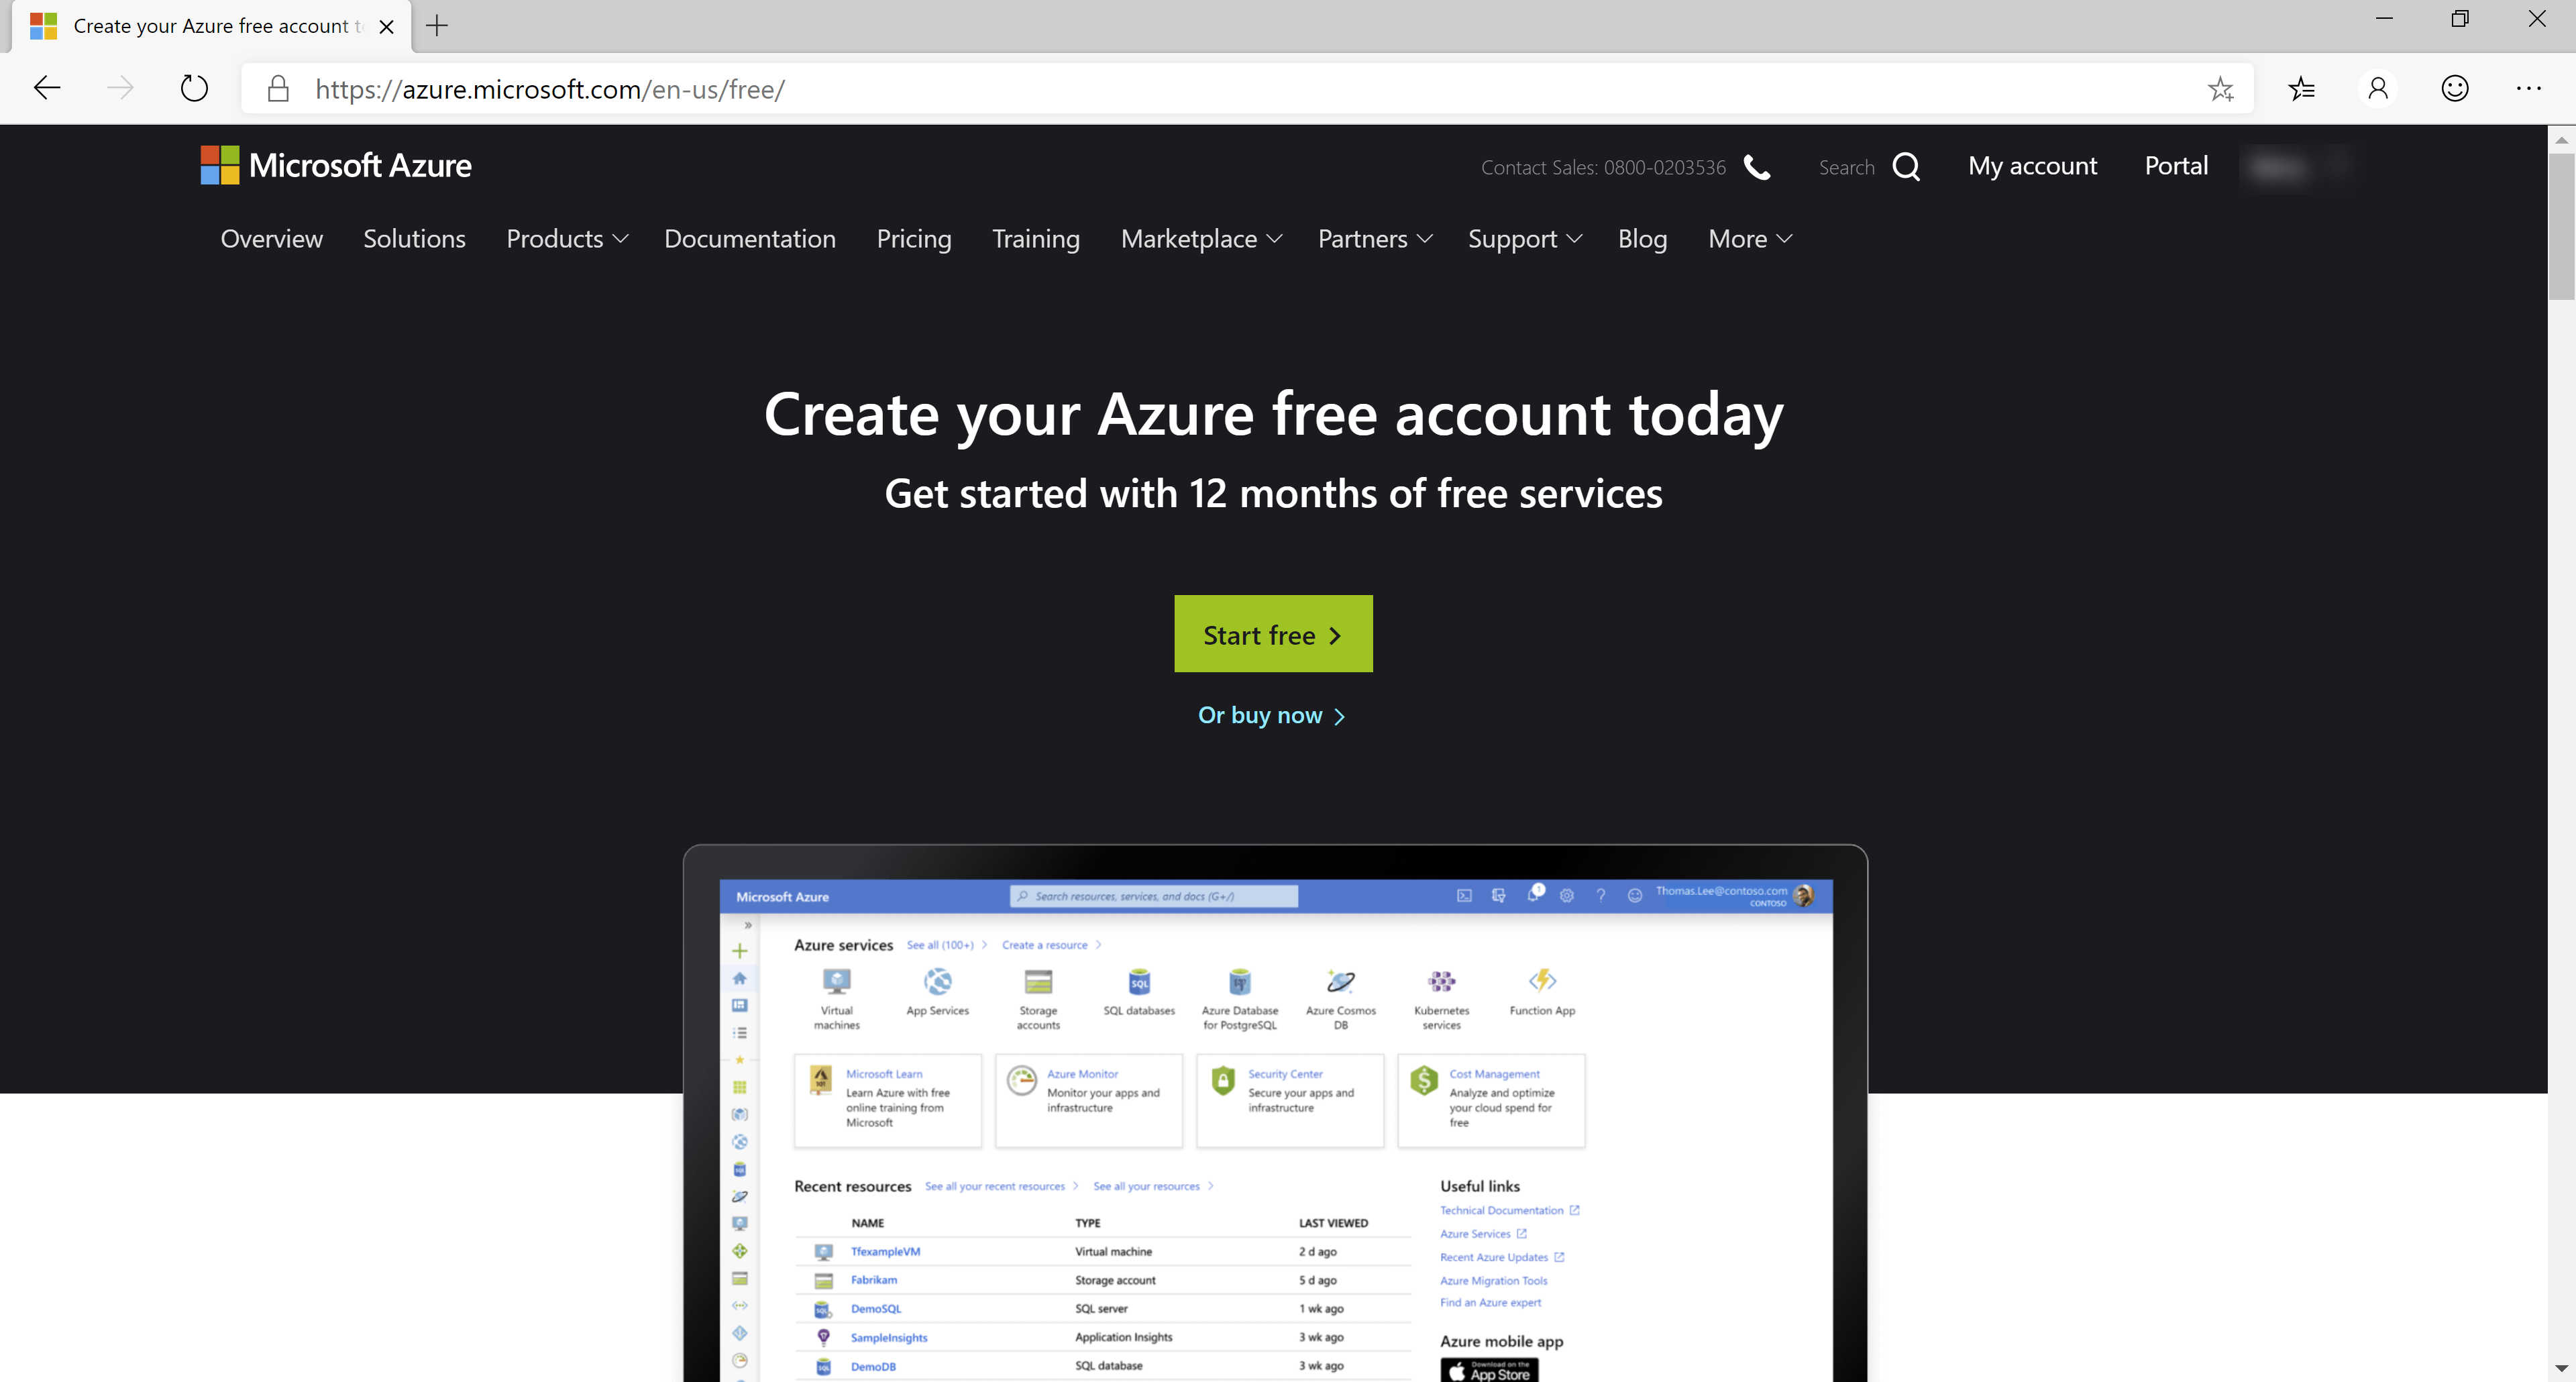 Create your Azure free account t
https://azure.microsoft.com/en-us/free/
Microsoft Azure
Contact Sales: 0800-0203536
Search
My account
Portal
Overview
Solutions
Products
Documentation
Pricing
Training
Marketplace
Partners
Support
Blog
More
Create your Azure free account today
Get started with 12 months of free services
Start free
Or buy now
Microsoft Azure
Search resources, services, and docs (G+/)
1
Thomas.Lee@contoso.com
CONTOSO
Azure services
See all (100+)
Create a resource
Virtual
machines
App Services
Storage
accounts
SQL
SQL databases
Azure Database
for PostgreSQL
Azure Cosmos
DB
Kubernetes
services
Function App
101
Microsoft Learn
Learn Azure with free
online training from
Microsoft
Azure Monitor
Monitor your apps and
infrastructure
Security Center
Secure your apps and
infrastructure
$
Cost Management
Analyze and optimize
your cloud spend for
free
Recent resources
See all your recent resources
See all your resources
NAME TYPE LAST VIEWED
TfexampleVM Virtual machine 2 d ago
Fabrikam Storage account 5 d ago
DemoSQL SQL server 1 wk ago
SampleInsights Application Insights 3 wk ago
DemoDB SQL database 3 wk ago
Useful links
Technical Documentation
Azure Services
Recent Azure Updates
Azure Migration Tools
Find an Azure expert
Azure mobile app
Download on the
App Store